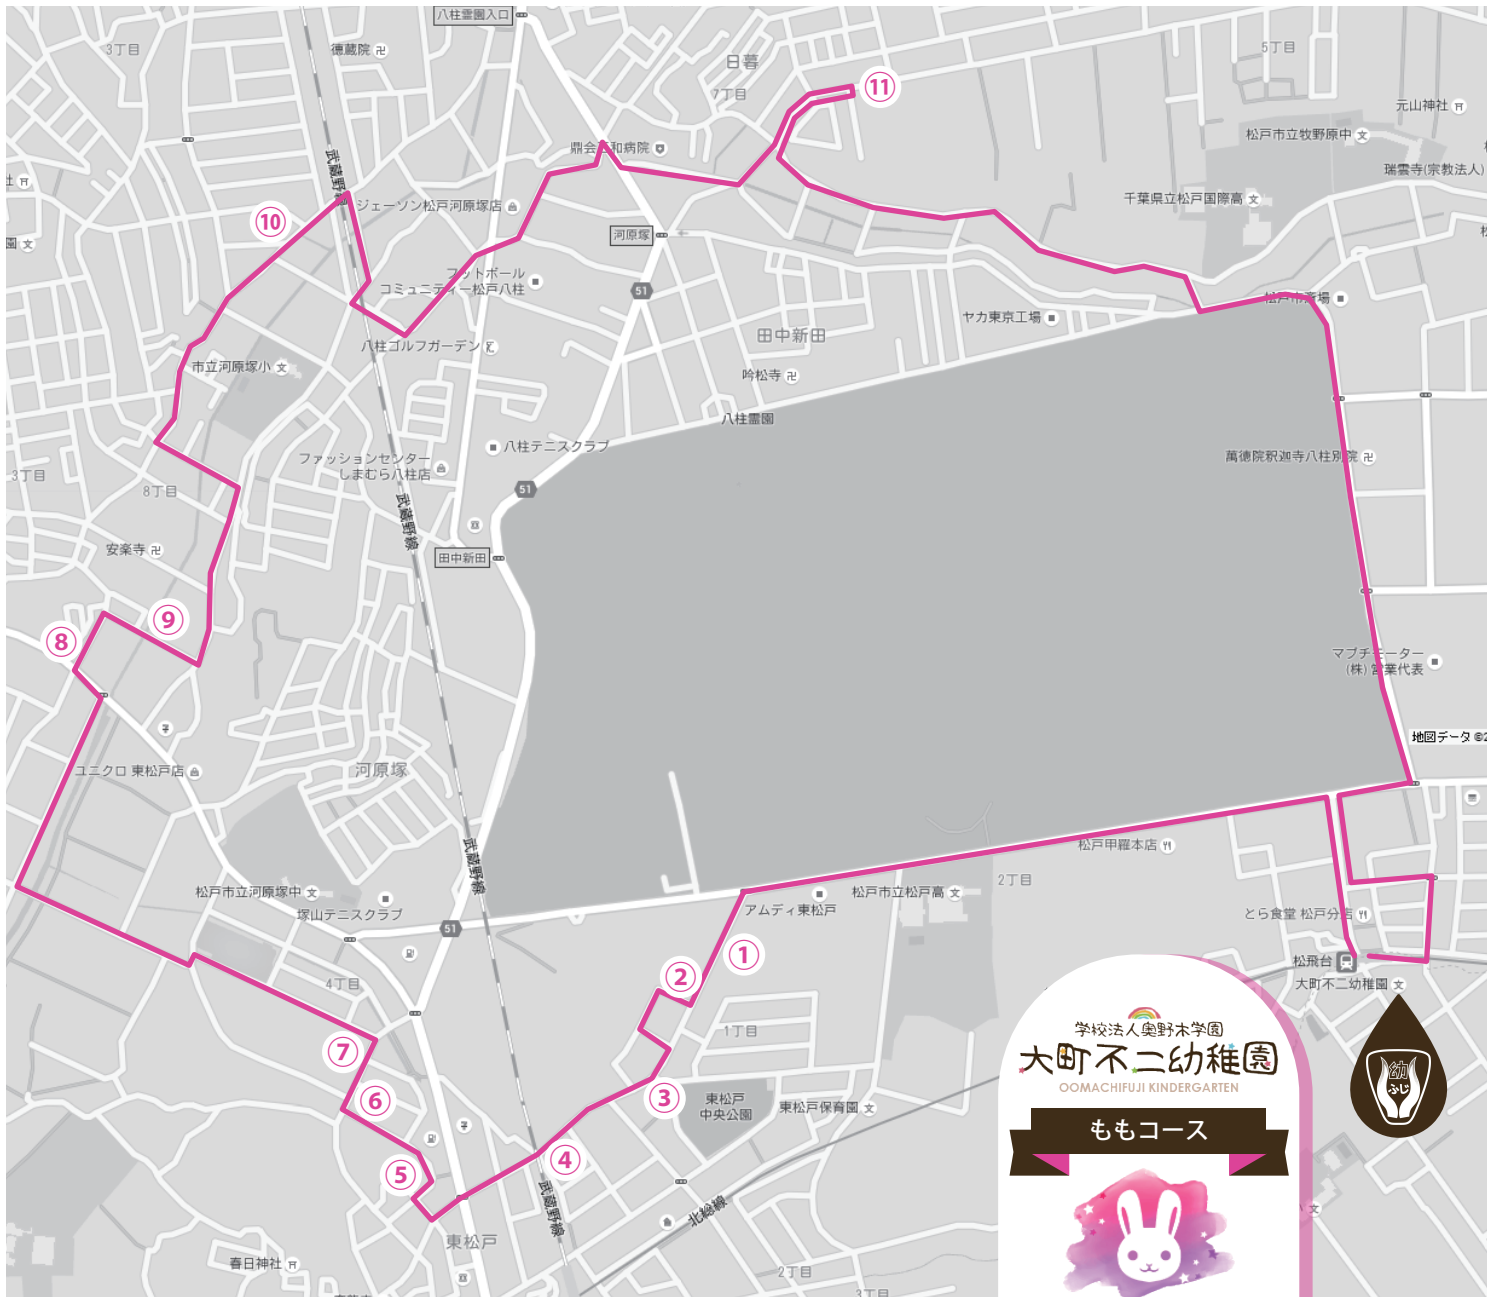 八柱霊園入口
3丁目
徳蔵院
日暮
7丁目
5丁目
⑪
元山神社
松戸市立牧野原中
瑞雲寺(宗教法人)
千葉県立松戸国際高
武蔵野線
ジェーソン松戸河原塚店
⑩
河原塚
51
フットボール
コミュニティー松戸八柱
ヤカ東京工場
田中新田
八柱ゴルフガーデン
市立河原塚小
吟松寺
八柱霊園
八柱テニスクラブ
ファッションセンター
しまむら八柱店
萬徳院釈迦寺八柱別院
3丁目
8丁目
51
武蔵野線
安楽寺
田中新田
⑨
⑧
マブチモーター
(株)営業代表
地図データ ©2
ユニクロ 東松戸店
河原塚
武蔵野線
松戸甲羅本店
松戸市立河原塚中
塚山テニスクラブ
51
アムディ東松戸
松戸市立松戸高
2丁目
とら食堂 松戸分店
松飛台
大町不二幼稚園
①
②
4丁目
1丁目
⑦
⑥
③
東松戸
中央公園
東松戸保育園
④
⑤
武蔵野線
北総線
東松戸
春日神社
2丁目
3丁目
学校法人奥野木学園
大町不二幼稚園
OOMACHIFUJI KINDERGARTEN
ももコース
幼
ふじ